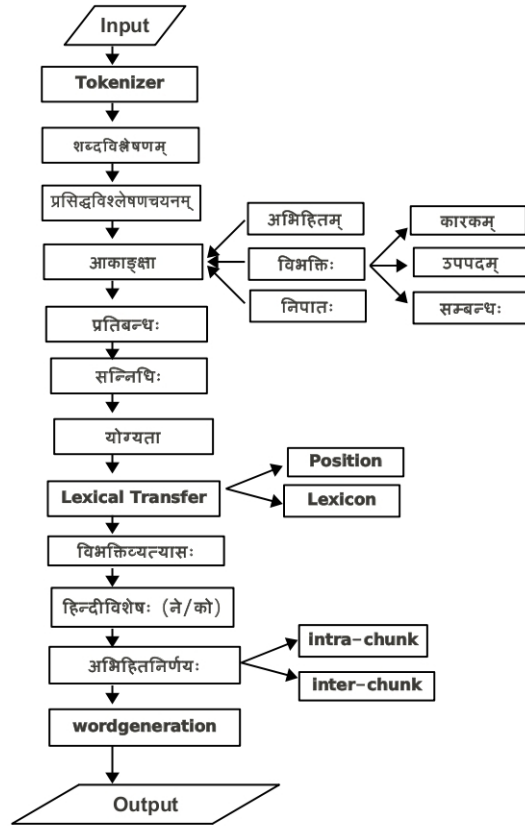 Input
Tokenizer
शब्दविश्लेषणम्
प्रसिद्धविश्लेषणचयनम्
अभिहितम्
कारकम्
आकाङ्क्षा
विभक्तिः
उपपदम्
निपातः
सम्बन्धः
प्रतिबन्धः
सन्निधिः
योग्यता
Position
Lexical Transfer
Lexicon
विभक्तिव्यत्यासः
हिन्दीविशेषः (ने/को)
intra-chunk
अभिहितनिर्णयः
inter-chunk
wordgeneration
Output